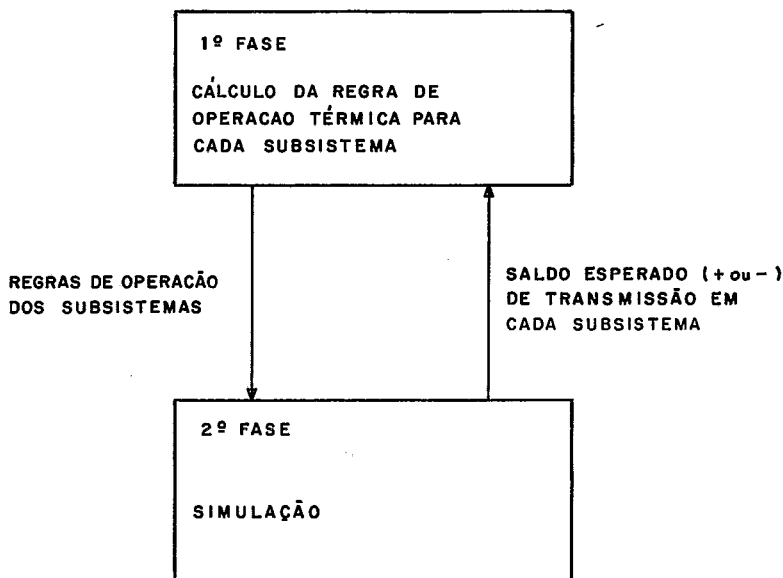 1º FASE
CÁLCULO DA REGRA DE
OPERACAO TÉRMICA PARA
CADA SUBSISTEMA
REGRAS DE OPERAÇÃO
DOS SUBSISTEMAS
SALDO ESPERADO (+ ou -)
DE TRANSMISSÃO EM
CADA SUBSISTEMA
2º FASE
SIMULAÇÃO